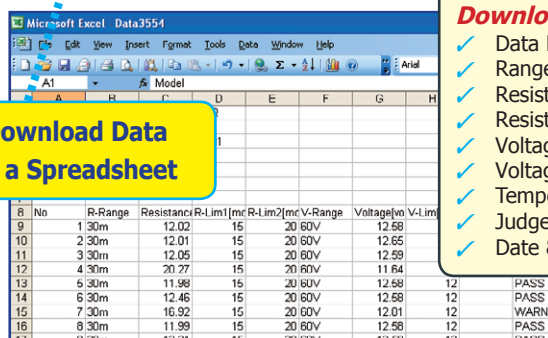 Microsoft Excel Data3554
File Edit View Insert Format Tools Data Window Help
Arial
A1 fx Model
A B C D E F G H
ownload Data
a Spreadsheet
Downlo
Data
Range
Resist
Resist
Voltag
Voltag
Tempe
Judge
Date &
8 No R-Range Resistance R-Lim1[mo R-Lim2[mo V-Range Voltage[vo V-Lim[
9 1 30m 12.02 15 20 60V 12.58
10 2 30m 12.01 15 20 60V 12.65
11 3 30m 12.05 15 20 60V 12.59
12 4 30m 20.27 15 20 60V 11.64
13 5 30m 11.98 15 20 60V 12.58 12 PASS
14 6 30m 12.46 15 20 60V 12.58 12 PASS
15 7 30m 16.92 15 20 60V 12.01 12 WARN
16 8 30m 11.99 15 20 60V 12.58 12 PASS